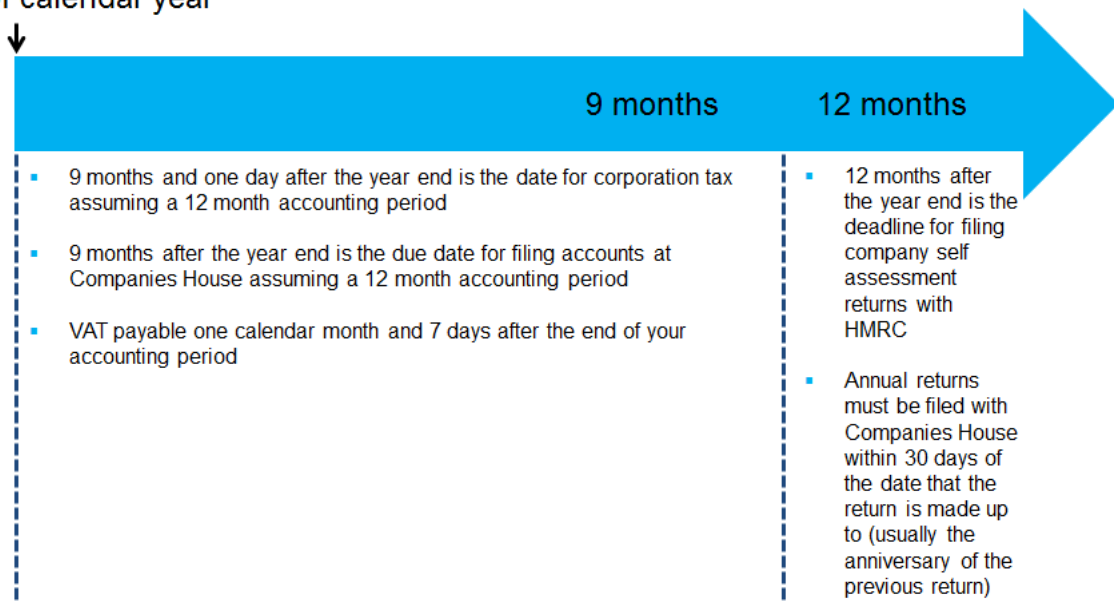 calendar year
9 months
12 months
▪ 9 months and one day after the year end is the date for corporation tax
assuming a 12 month accounting period
▪ 9 months after the year end is the due date for filing accounts at
Companies House assuming a 12 month accounting period
▪ VAT payable one calendar month and 7 days after the end of your
accounting period
▪ 12 months after
the year end is the
deadline for filing
company self
assessment
returns with
HMRC
▪ Annual returns
must be filed with
Companies House
within 30 days of
the date that the
return is made up
to (usually the
anniversary of the
previous return)